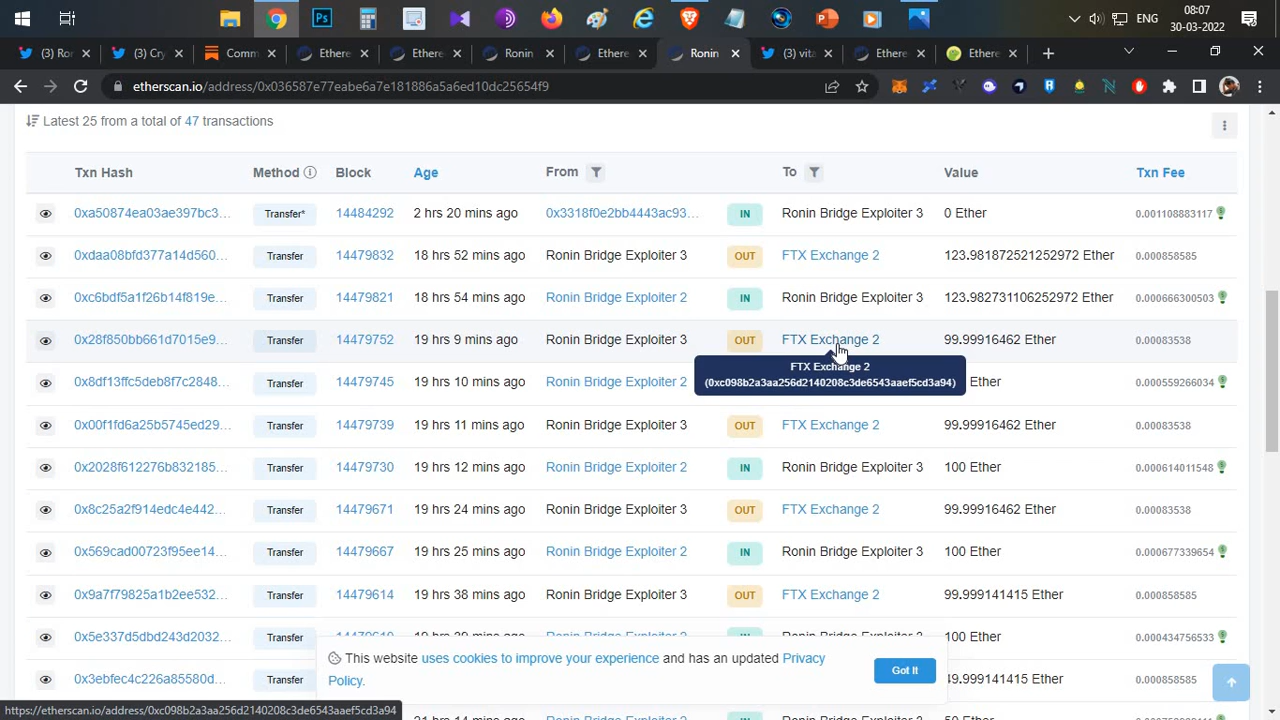 ENG
08:07
30-03-2022
(3) Ror
(3) Cry
Comm
Ethere
Ethere
Ronin
Ethere
Ronin
(3) vita
Ethere
Ethere
etherscan.io/address/0x036587e77eabe6a7e181886a5a6ed10dc25654f9
Latest 25 from a total of 47 transactions
Txn Hash Method Block Age From To Value Txn Fee
0xa50874ea03ae397bc3... Transfer* 14484292 2 hrs 20 mins ago 0x3318f0e2bb4443ac93... IN Ronin Bridge Exploiter 3 0 Ether 0.001108883117
0xdaa08bfd377a14d560... Transfer 14479832 18 hrs 52 mins ago Ronin Bridge Exploiter 3 OUT FTX Exchange 2 123.981872521252972 Ether 0.000858585
0xc6bdf5a1f26b14f819e... Transfer 14479821 18 hrs 54 mins ago Ronin Bridge Exploiter 2 IN Ronin Bridge Exploiter 3 123.982731106252972 Ether 0.000666300503
0x28f850bb661d7015e9... Transfer 14479752 19 hrs 9 mins ago Ronin Bridge Exploiter 3 OUT FTX Exchange 2 99.99916462 Ether 0.00083538
FTX Exchange 2
(0xc098b2a3aa256d2140208c3de6543aaef5cd3a94)
0x8df13ffc5deb8f7c2848... Transfer 14479745 19 hrs 10 mins ago Ronin Bridge Exploiter 2 Ether 0.000559266034
0x00f1fd6a25b5745ed29... Transfer 14479739 19 hrs 11 mins ago Ronin Bridge Exploiter 3 OUT FTX Exchange 2 99.99916462 Ether 0.00083538
0x2028f612276b832185... Transfer 14479730 19 hrs 12 mins ago Ronin Bridge Exploiter 2 IN Ronin Bridge Exploiter 3 100 Ether 0.000614011548
0x8c25a2f914edc4e442... Transfer 14479671 19 hrs 24 mins ago Ronin Bridge Exploiter 3 OUT FTX Exchange 2 99.99916462 Ether 0.00083538
0x569cad00723f95ee14... Transfer 14479667 19 hrs 25 mins ago Ronin Bridge Exploiter 2 IN Ronin Bridge Exploiter 3 100 Ether 0.000677339654
0x9a7f79825a1b2ee532... Transfer 14479614 19 hrs 38 mins ago Ronin Bridge Exploiter 3 OUT FTX Exchange 2 99.999141415 Ether 0.000858585
0x5e337d5dbd243d2032... Transfer 100 Ether 0.000434756533
This website uses cookies to improve your experience and has an updated Privacy
Policy.
Got It
0x3ebfec4c226a85580d... Transfer 49.999141415 Ether 0.000858585
https://etherscan.io/address/0xc098b2a3aa256d2140208c3de6543aaef5cd3a94